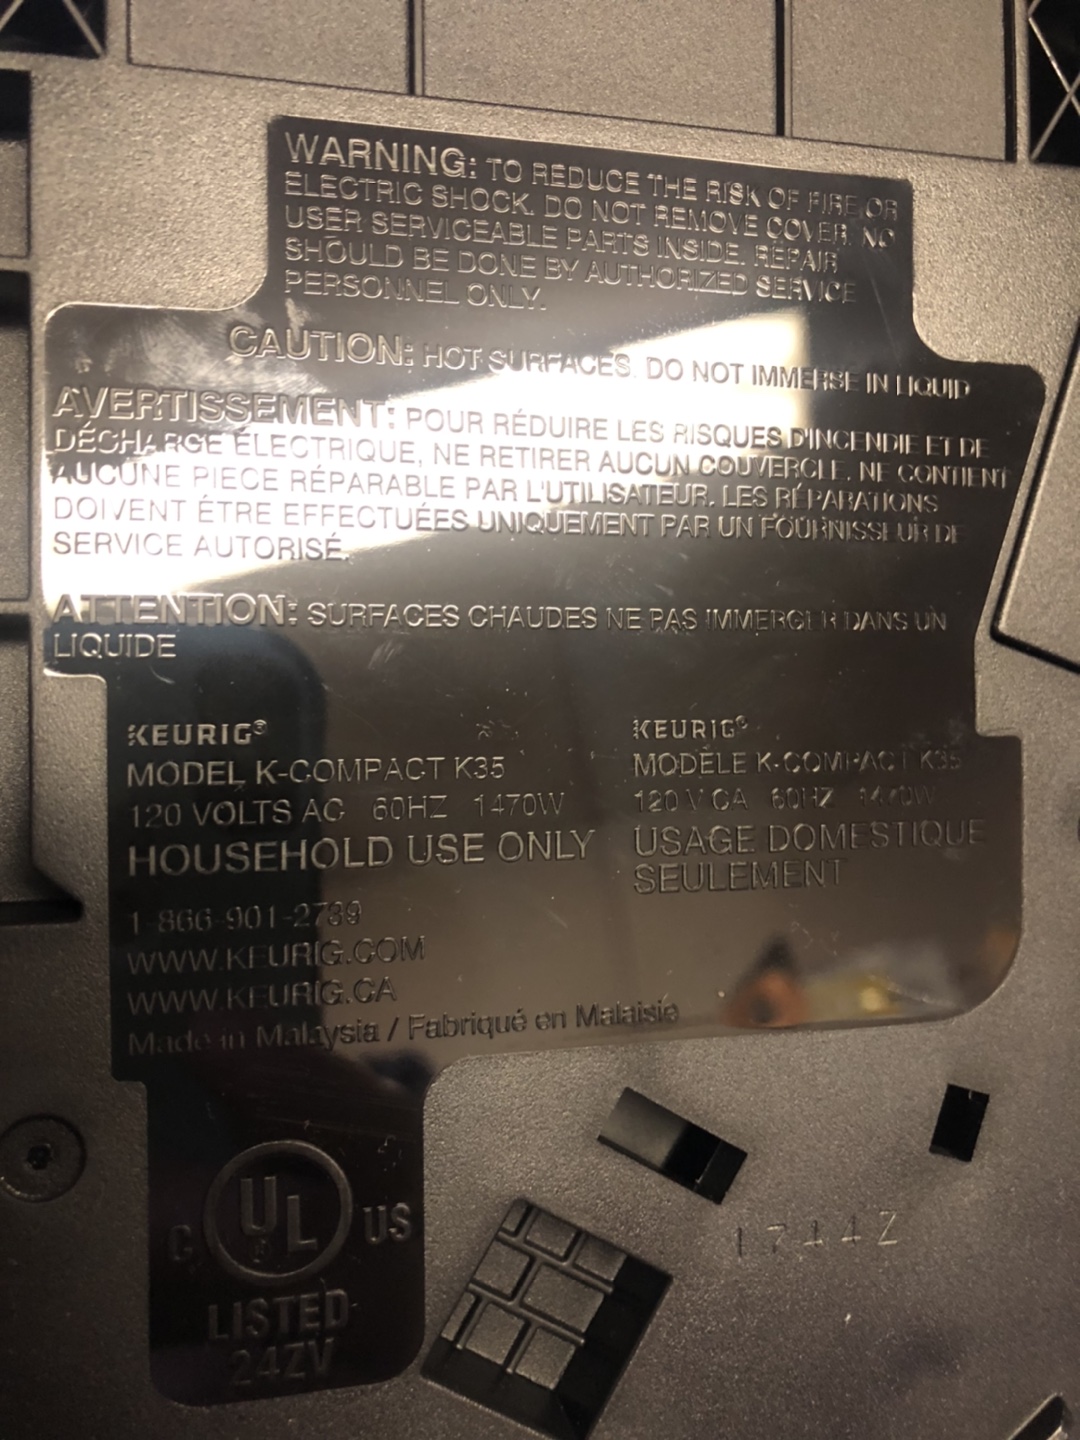 WARNING: TO REDUCE THE RISK OF FIRE OR
ELECTRIC SHOCK. DO NOT REMOVE COVER. NO
USER SERVICEABLE PARTS INSIDE. REPAIR
SHOULD BE DONE BY AUTHORIZED SERVICE
PERSONNEL ONLY.
CAUTION: HOT SURFACES. DO NOT IMMERSE IN LIQUID
AVERTISSEMENT: POUR RÉDUIRE LES RISQUES D'INCENDIE ET DE
DÉCHARGE ÉLECTRIQUE, NE RETIRER AUCUN COUVERCLE. NE CONTIENT
AUCUNE PIECE RÉPARABLE PAR L'UTILISATEUR. LES RÉPARATIONS
DOIVENT ÉTRE EFFECTUÉES UNIQUEMENT PAR UN FOURNISSEUR DE
SERVICE AUTORISÉ.
ATTENTION: SURFACES CHAUDES NE PAS IMMERGER DANS UN
LIQUIDE
KEURIG®
MODEL K-COMPACT K35
120 VOLTS AC 60HZ 1470W
HOUSEHOLD USE ONLY
KEURIG®
MODÈLE K-COMPACT K35
120 V CA 60HZ 1470W
USAGE DOMESTIQUE
SEULEMENT
1-866-901-2739
WWW.KEURIG.COM
WWW.KEURIG.CA
Made in Malaysia / Fabriqué en Malaisie
C UL ® US
LISTED
24ZV
1714Z